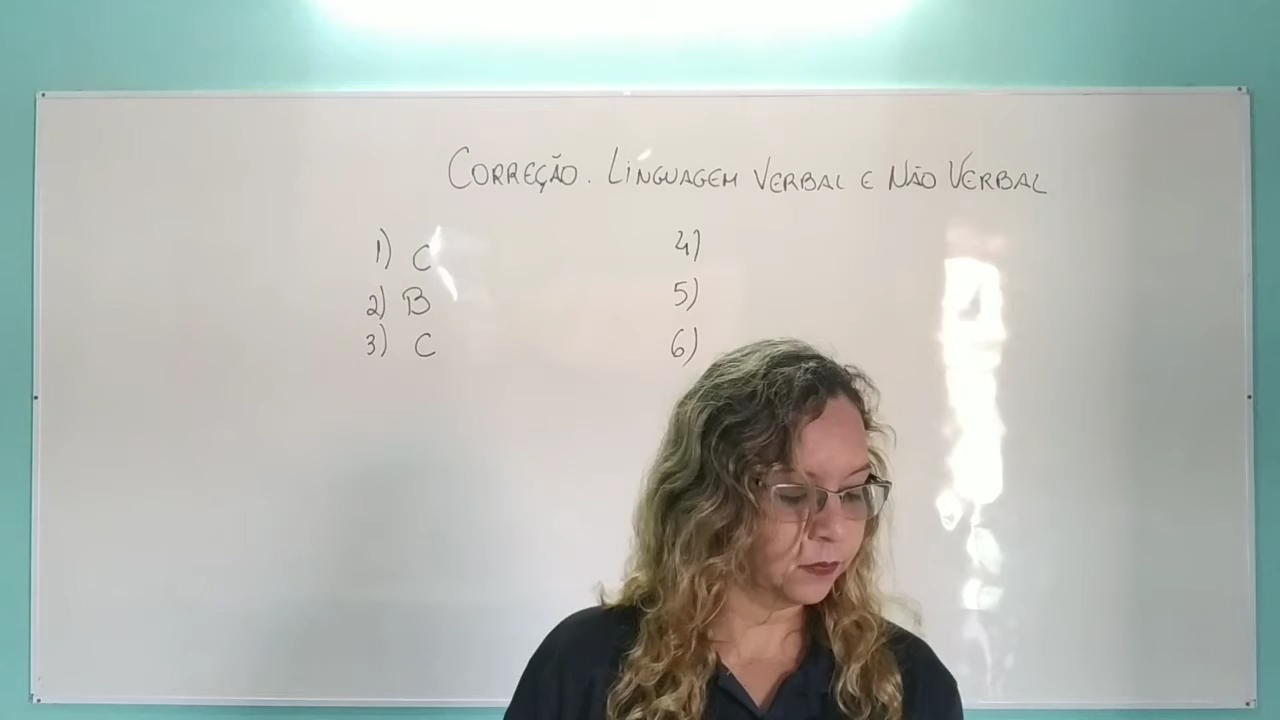 CORREÇÃO. LINGUAGEM VERBAL E NÃO VERBAL
1) C
2) B
3) C
4)
5)
6)